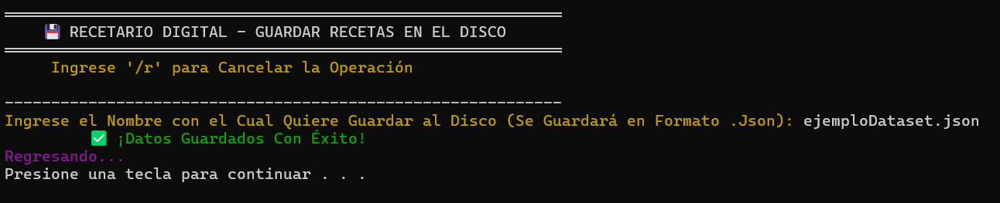 💾 RECETARIO DIGITAL - GUARDAR RECETAS EN EL DISCO
Ingrese '/r' para Cancelar la Operación
------------------------------------------------------------
Ingrese el Nombre con el Cual Quiere Guardar al Disco (Se Guardará en Formato .Json): ejemploDataset.json
✅ ¡Datos Guardados Con Éxito!
Regresando...
Presione una tecla para continuar . . .